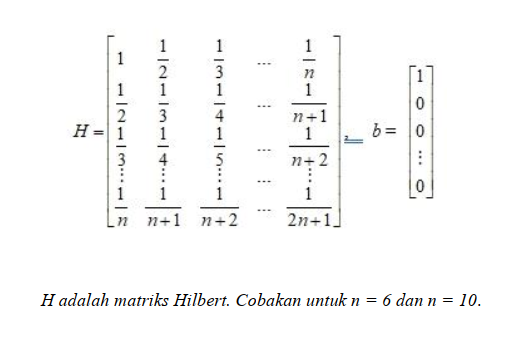 H = [ 1 1/2 1/3 ... 1/n
1/2 1/3 1/4 ... 1/(n+1)
1/3 1/4 1/5 ... 1/(n+2)
⋮ ⋮ ⋮ ... ⋮
1/n 1/(n+1) 1/(n+2) ... 1/(2n+1) ],
b = [ 1
0
0
⋮
0 ]
H adalah matriks Hilbert. Cobakan untuk n = 6 dan n = 10.